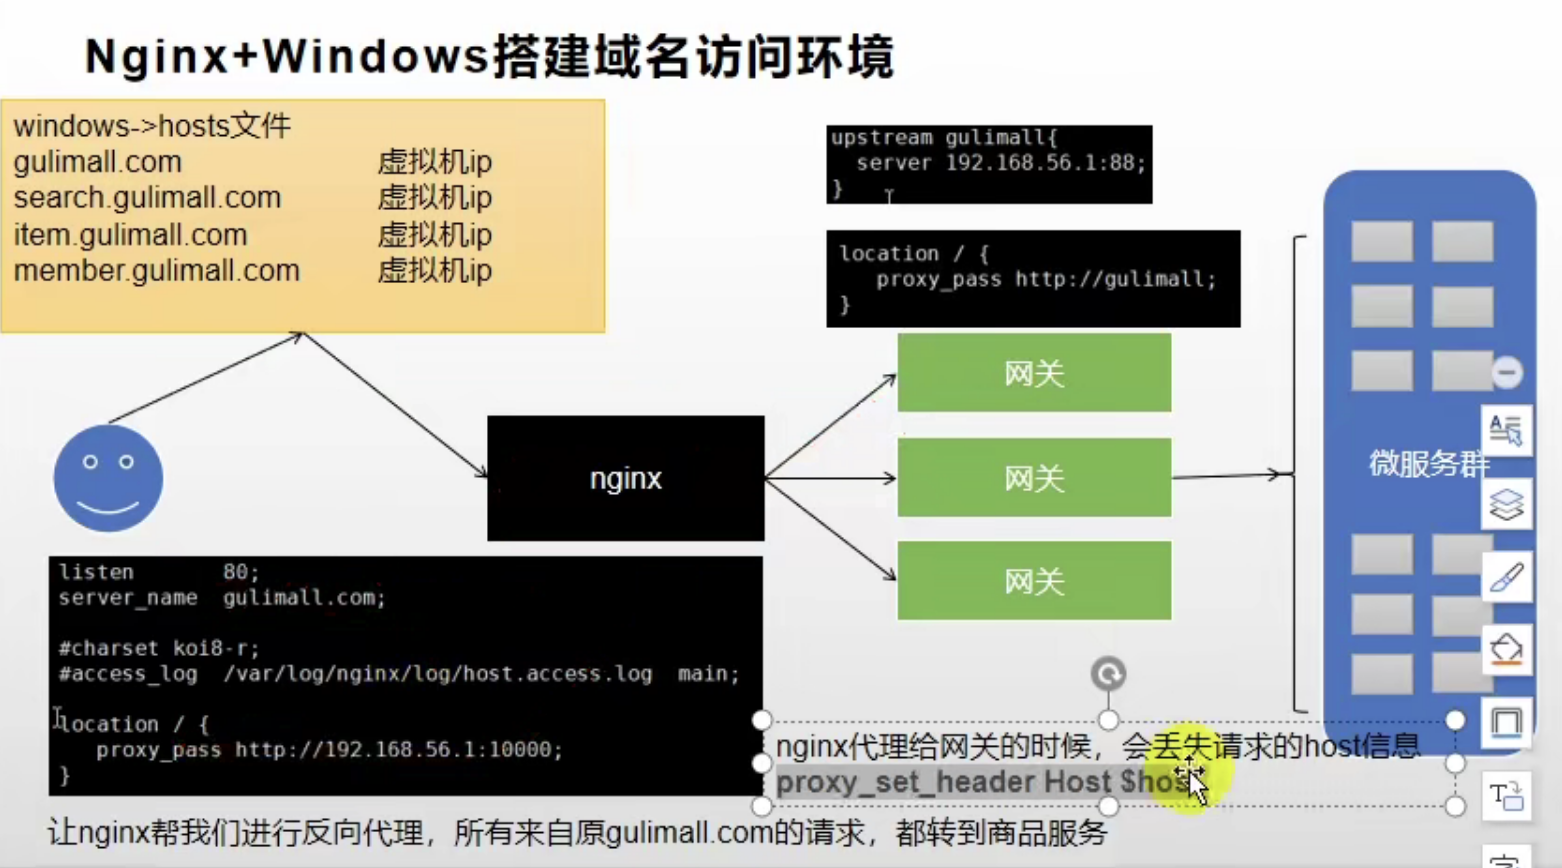 Nginx+Windows搭建域名访问环境
windows->hosts文件
gulimall.com 虚拟机ip
search.gulimall.com 虚拟机ip
item.gulimall.com 虚拟机ip
member.gulimall.com 虚拟机ip
upstream gulimall{
server 192.168.56.1:88;
}
location / {
proxy_pass http://gulimall;
}
nginx
网关
网关
网关
微服务群
listen 80;
server_name gulimall.com;
#charset koi8-r;
#access_log /var/log/nginx/log/host.access.log main;
location / {
proxy_pass http://192.168.56.1:10000;
}
nginx代理给网关的时候，会丢失请求的host信息
proxy_set_header Host
让nginx帮我们进行反向代理，所有来自原gulimall.com的请求，都转到商品服务